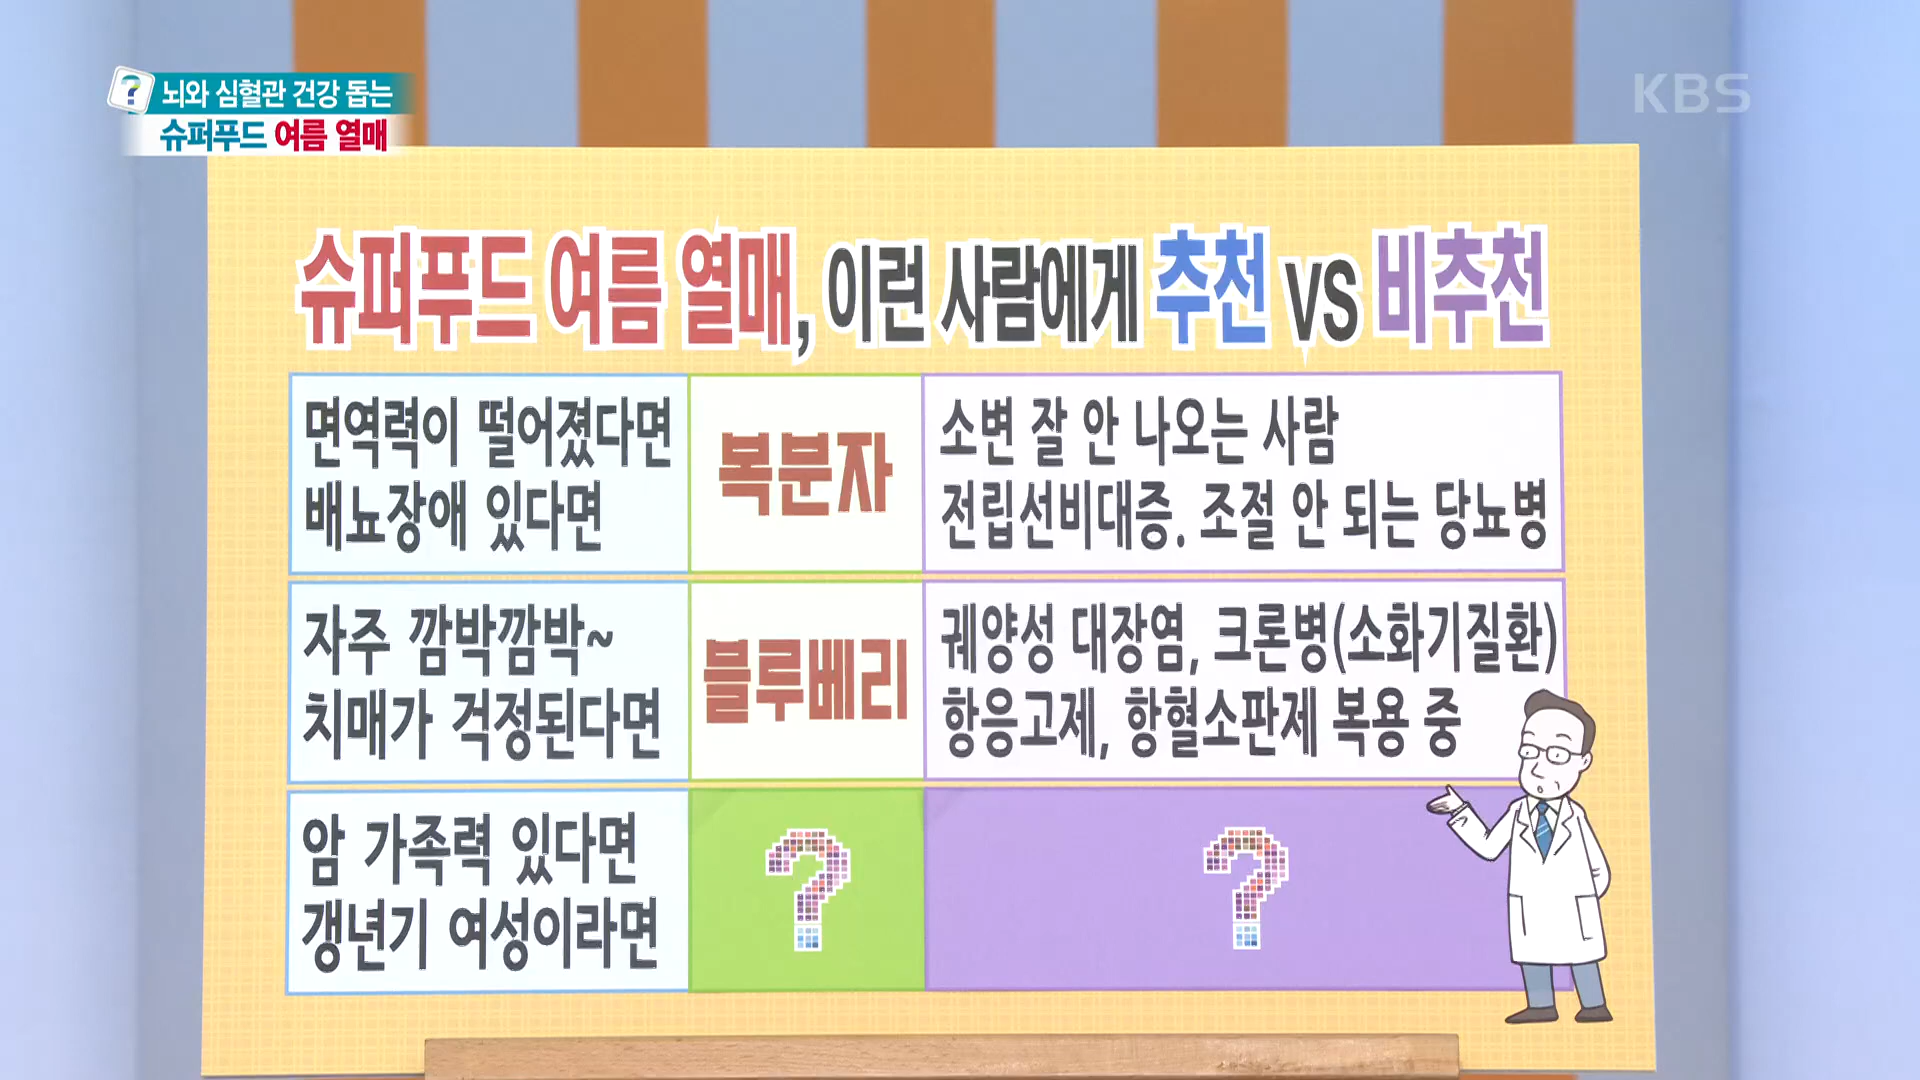 뇌와 심혈관 건강 돕는
슈퍼푸드 여름 열매
KBS
슈퍼푸드 여름 열매, 이런 사람에게 추천 VS 비추천
면역력이 떨어졌다면
배뇨장애 있다면
복분자
소변 잘 안 나오는 사람
전립선비대증. 조절 안 되는 당뇨병
자주 깜박깜박~
치매가 걱정된다면
블루베리
궤양성 대장염, 크론병(소화기질환)
항응고제, 항혈소판제 복용 중
암 가족력 있다면
갱년기 여성이라면
?
?